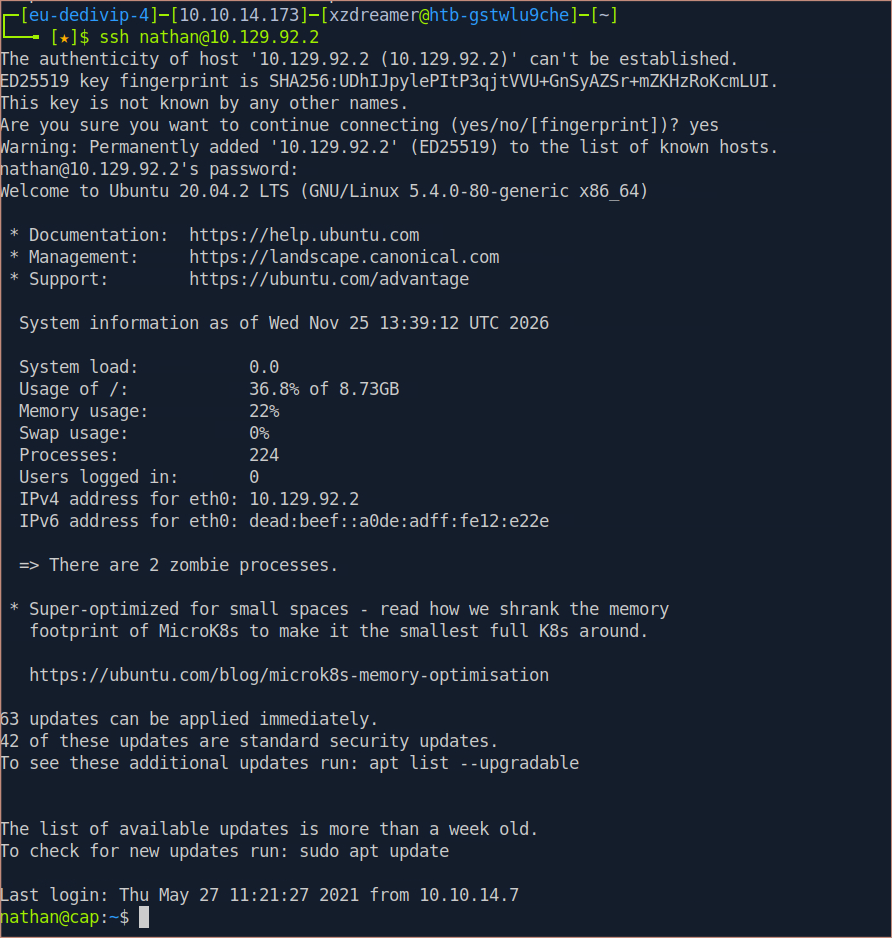 ┌─[eu-dedivip-4]─[10.10.14.173]─[xzdreamer@htb-gstwlu9che]─[~]
└──╼ [★]$ ssh nathan@10.129.92.2
The authenticity of host '10.129.92.2 (10.129.92.2)' can't be established.
ED25519 key fingerprint is SHA256:UDhIJpylePItP3qjtVVU+GnSyAZSr+mZKHzRoKcmLUI.
This key is not known by any other names.
Are you sure you want to continue connecting (yes/no/[fingerprint])? yes
Warning: Permanently added '10.129.92.2' (ED25519) to the list of known hosts.
nathan@10.129.92.2's password:
Welcome to Ubuntu 20.04.2 LTS (GNU/Linux 5.4.0-80-generic x86_64)

 * Documentation:  https://help.ubuntu.com
 * Management:     https://landscape.canonical.com
 * Support:        https://ubuntu.com/advantage

  System information as of Wed Nov 25 13:39:12 UTC 2026

  System load:           0.0
  Usage of /:            36.8% of 8.73GB
  Memory usage:          22%
  Swap usage:            0%
  Processes:             224
  Users logged in:       0
  IPv4 address for eth0: 10.129.92.2
  IPv6 address for eth0: dead:beef::a0de:adff:fe12:e22e

  => There are 2 zombie processes.

 * Super-optimized for small spaces - read how we shrank the memory
   footprint of MicroK8s to make it the smallest full K8s around.

   https://ubuntu.com/blog/microk8s-memory-optimisation

63 updates can be applied immediately.
42 of these updates are standard security updates.
To see these additional updates run: apt list --upgradable


The list of available updates is more than a week old.
To check for new updates run: sudo apt update

Last login: Thu May 27 11:21:27 2021 from 10.10.14.7
nathan@cap:~$